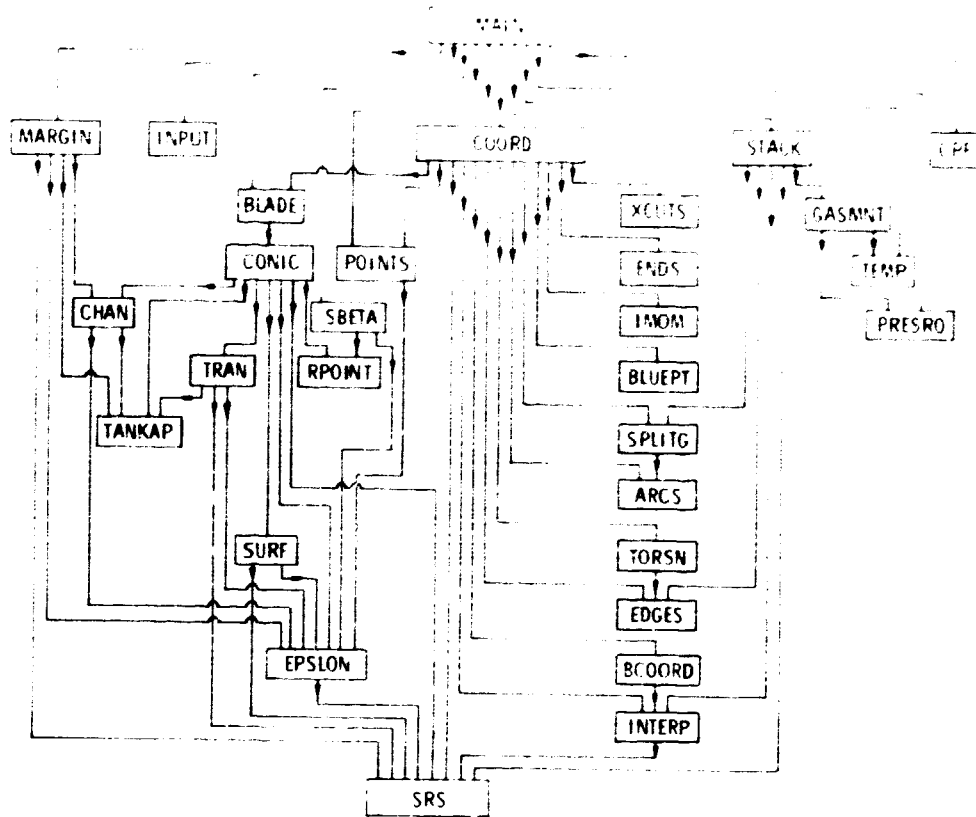 MAIN
MARGIN
INPUT
COORD
STACK
BLADE
XCUTS
GASMNT
CONIC
POINTS
ENDS
TEMP
CHAN
SBETA
IMOM
PRESRO
TRAN
RPOINT
BLUEPT
TANKAP
SPLITG
ARCS
SURF
TORSN
EDGES
EPSLON
BCOORD
INTERP
SRS